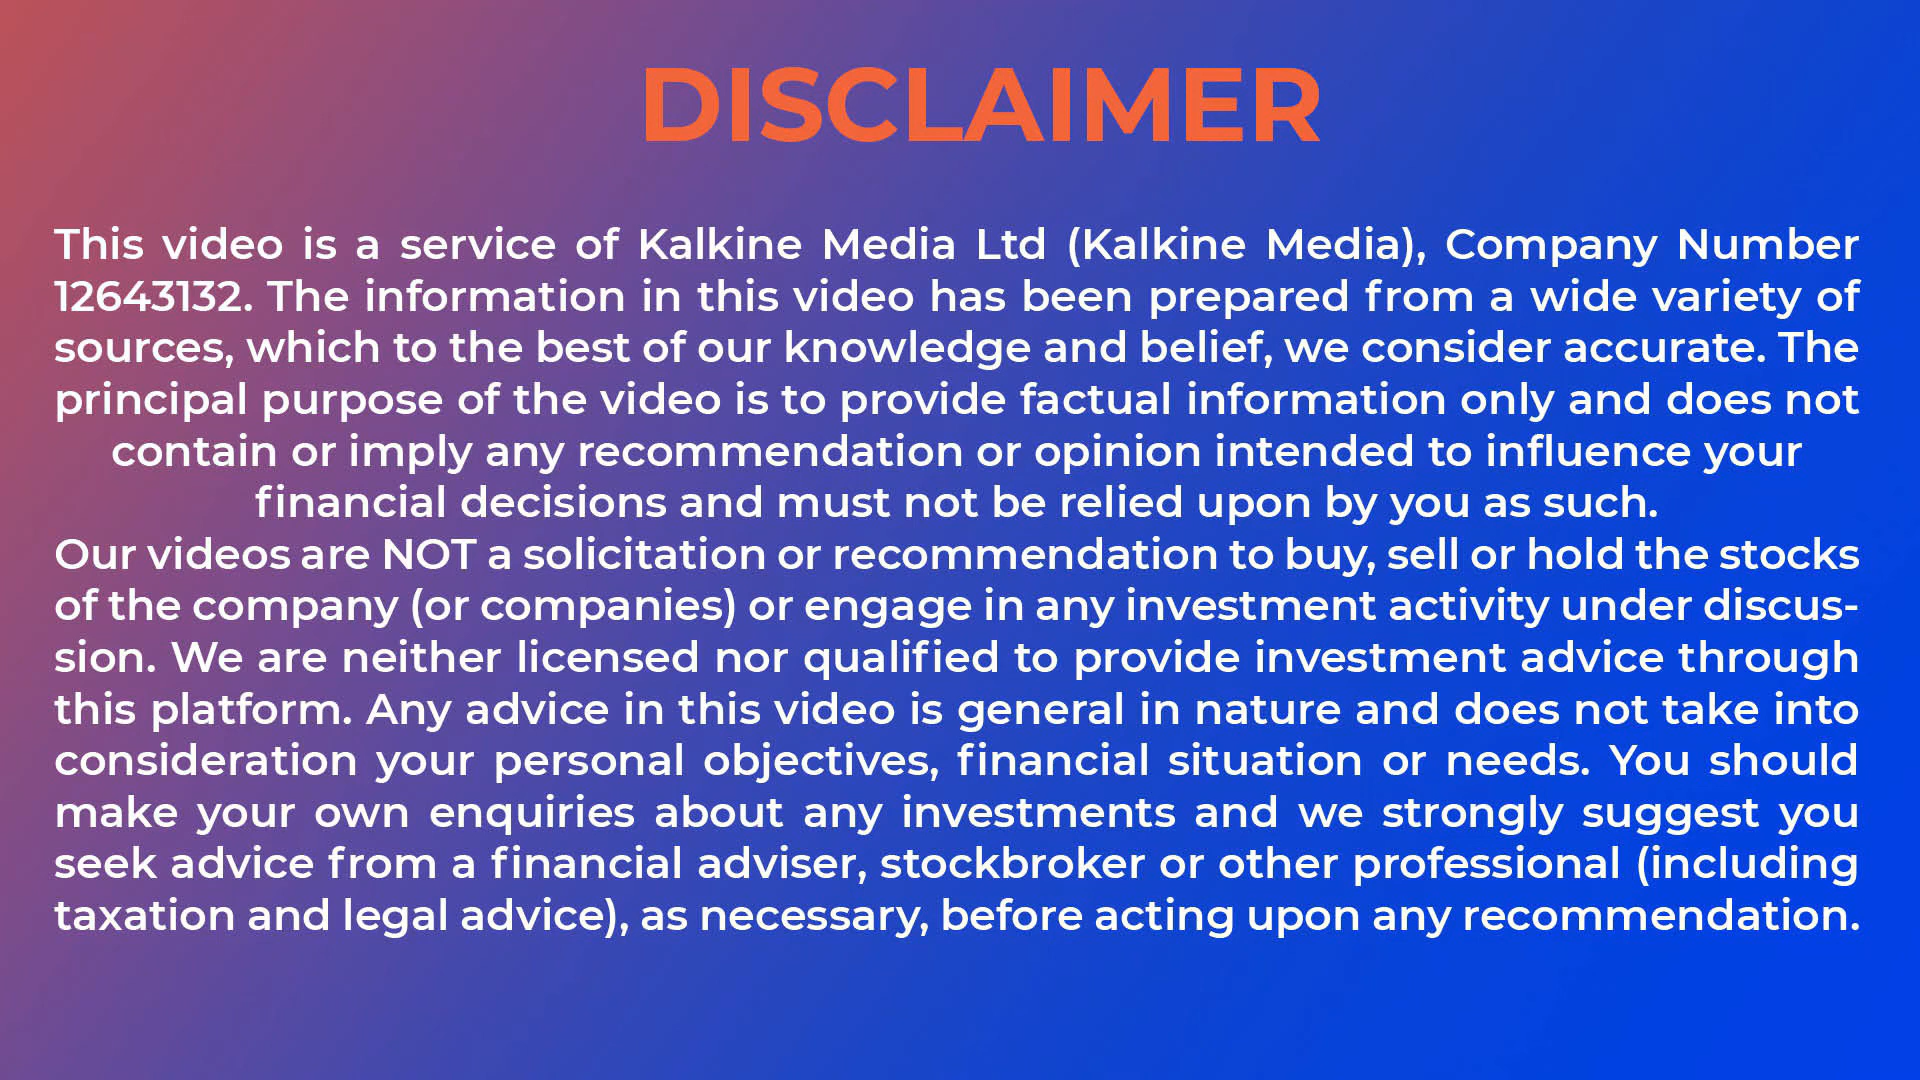 DISCLAIMER
This video is a service of Kalkine Media Ltd (Kalkine Media), Company Number
12643132. The information in this video has been prepared from a wide variety of
sources, which to the best of our knowledge and belief, we consider accurate. The
principal purpose of the video is to provide factual information only and does not
contain or imply any recommendation or opinion intended to influence your
financial decisions and must not be relied upon by you as such.
Our videos are NOT a solicitation or recommendation to buy, sell or hold the stocks
of the company (or companies) or engage in any investment activity under discus-
sion. We are neither licensed nor qualified to provide investment advice through
this platform. Any advice in this video is general in nature and does not take into
consideration your personal objectives, financial situation or needs. You should
make your own enquiries about any investments and we strongly suggest you
seek advice from a financial adviser, stockbroker or other professional (including
taxation and legal advice), as necessary, before acting upon any recommendation.